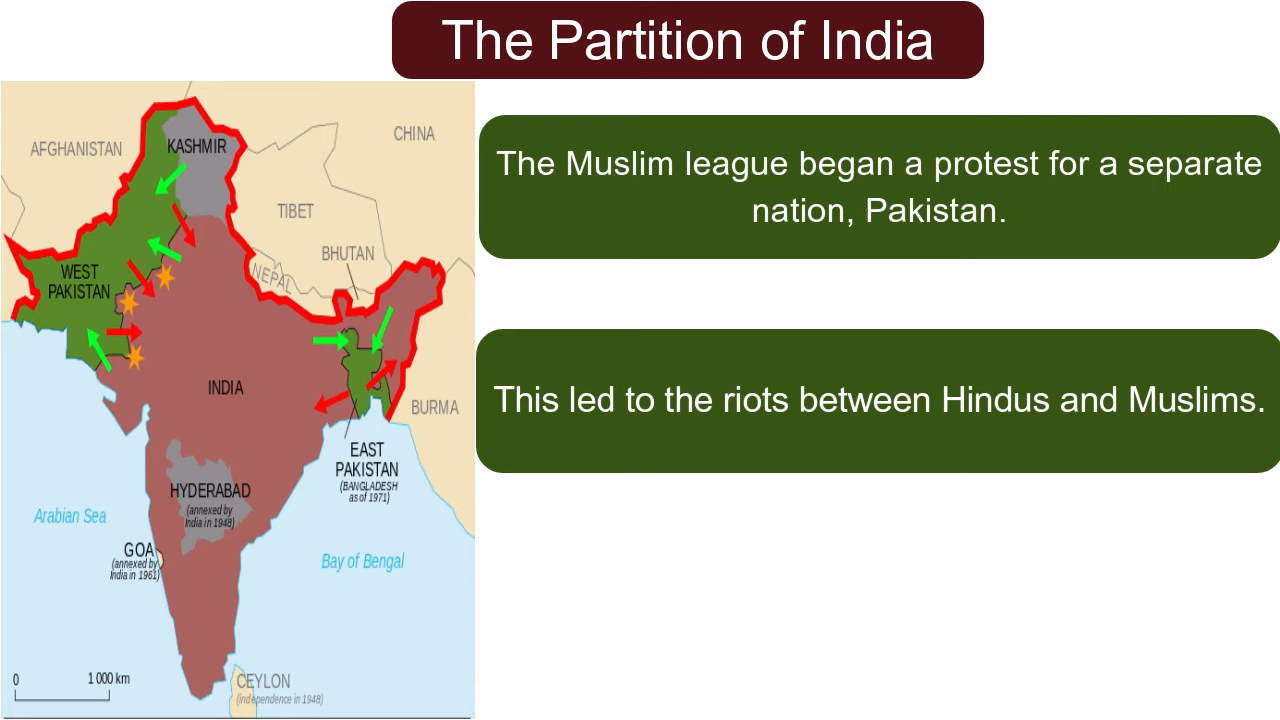 The Partition of India
The Muslim league began a protest for a separate
nation, Pakistan.
This led to the riots between Hindus and Muslims.
AFGHANISTAN
KASHMIR
CHINA
TIBET
BHUTAN
NEPAL
WEST
PAKISTAN
INDIA
BURMA
EAST
PAKISTAN
(BANGLADESH
as of 1971)
HYDERABAD
(annexed by
India in 1948)
Arabian Sea
GOA
(annexed by
India in 1961)
Bay of Bengal
0 1 000 km
CEYLON
(independence in 1948)